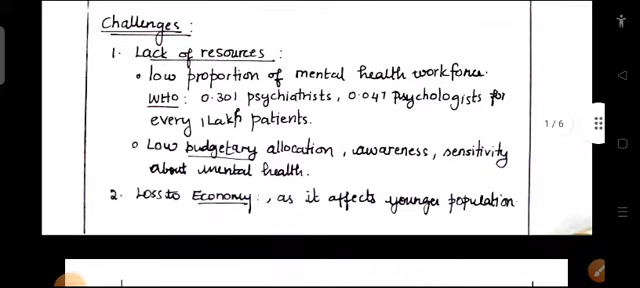 Challenges :
1. Lack of resources :
• low proportion of mental health workforce.
WHO : 0.301 psychiatrists, 0.047 Psychologists for
every 1 Lakh patients.
• Low budgetary allocation, awareness, sensitivity
about mental health.
2. Loss to Economy :, as it affects younger population
1/6